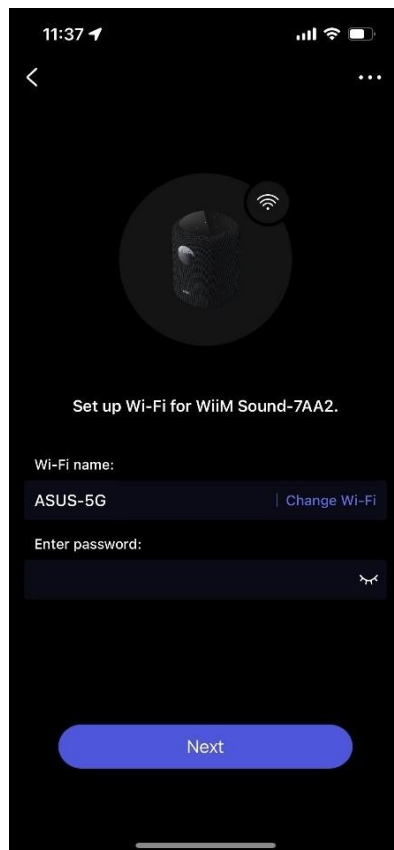 11:37
Set up Wi-Fi for WiiM Sound-7AA2.
Wi-Fi name:
ASUS-5G | Change Wi-Fi
Enter password:
Next